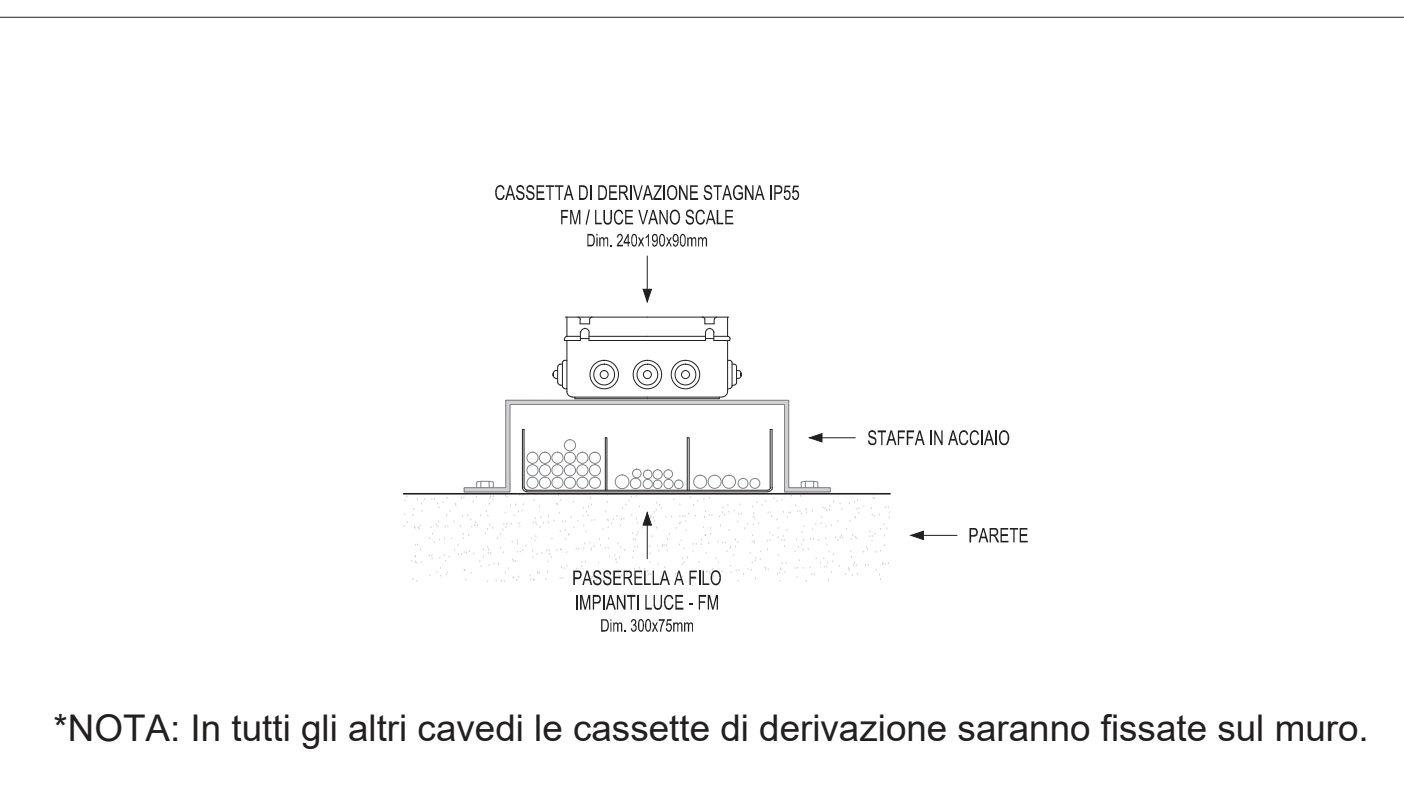 CASSETTA DI DERIVAZIONE STAGNA IP55
FM / LUCE VANO SCALE
Dim. 240x190x90mm
STAFFA IN ACCIAIO
PARETE
PASSERELLA A FILO
IMPIANTI LUCE - FM
Dim. 300x75mm
*NOTA: In tutti gli altri cavedi le cassette di derivazione saranno fissate sul muro.